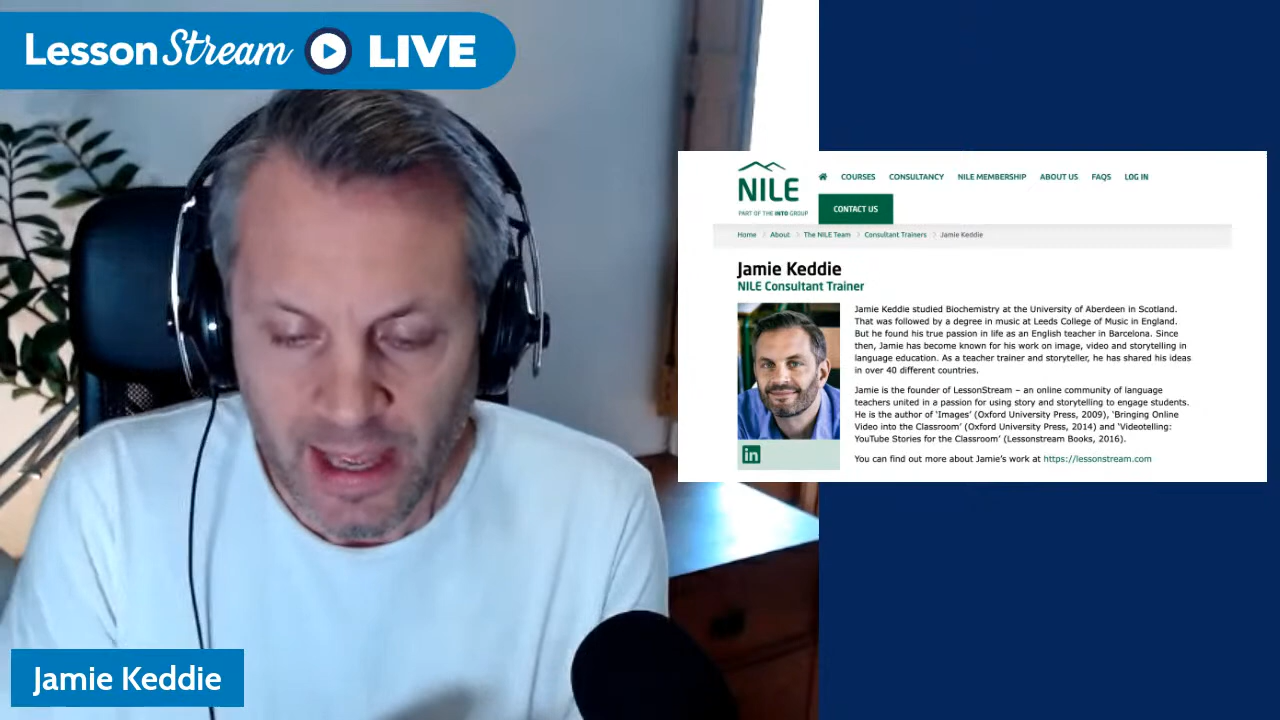 LessonStream LIVE
NILE
PART OF THE INTO GROUP
COURSES CONSULTANCY NILE MEMBERSHIP ABOUT US FAQS LOG IN
CONTACT US
Home / About > The NILE Team > Consultant Trainers > Jamie Keddie
Jamie Keddie
NILE Consultant Trainer
Jamie Keddie studied Biochemistry at the University of Aberdeen in Scotland.
That was followed by a degree in music at Leeds College of Music in England.
But he found his true passion in life as an English teacher in Barcelona. Since
then, Jamie has become known for his work on image, video and storytelling in
language education. As a teacher trainer and storyteller, he has shared his ideas
in over 40 different countries.
Jamie is the founder of LessonStream – an online community of language
teachers united in a passion for using story and storytelling to engage students.
He is the author of ‘Images’ (Oxford University Press, 2009), ‘Bringing Online
Video into the Classroom’ (Oxford University Press, 2014) and ‘Videotelling:
YouTube Stories for the Classroom’ (Lessonstream Books, 2016).
in
You can find out more about Jamie’s work at https://lessonstream.com
Jamie Keddie